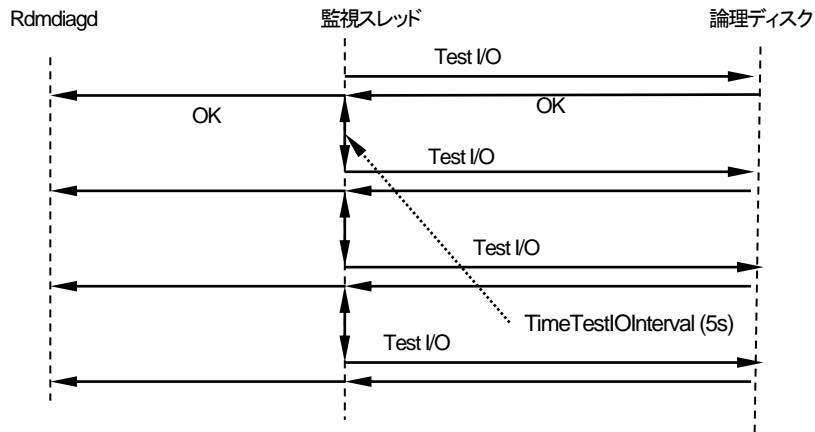 Rdmdiagd
監視スレッド
論理ディスク
Test I/O
OK
OK
Test I/O
Test I/O
TimeTestIOInterval (5s)
Test I/O